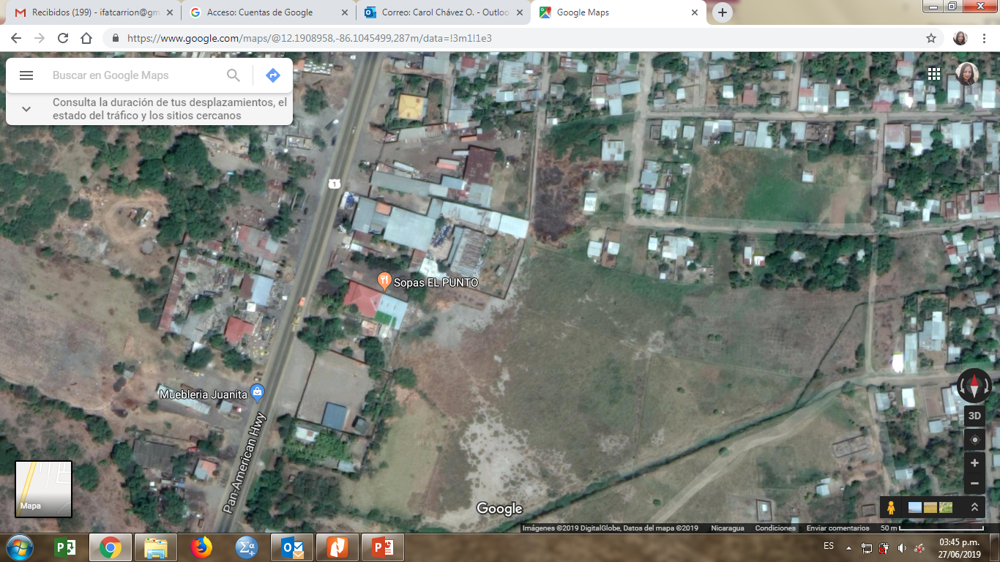 Recibidos (199) - ifatcarrion@gm
Acceso: Cuentas de Google
Correo: Carol Chávez O. - Outloo
Google Maps
https://www.google.com/maps/@12.1908958,-86.1045499,287m/data=!3m1!1e3
Buscar en Google Maps
Consulta la duración de tus desplazamientos, el
estado del tráfico y los sitios cercanos
1
Sopas EL PUNTO
Muebleria Juanita
Pan-American Hwy
3D
Mapa
Google
Imágenes ©2019 DigitalGlobe, Datos del mapa ©2019 Nicaragua Condiciones Enviar comentarios 50 m
ES
03:45 p.m.
27/06/2019